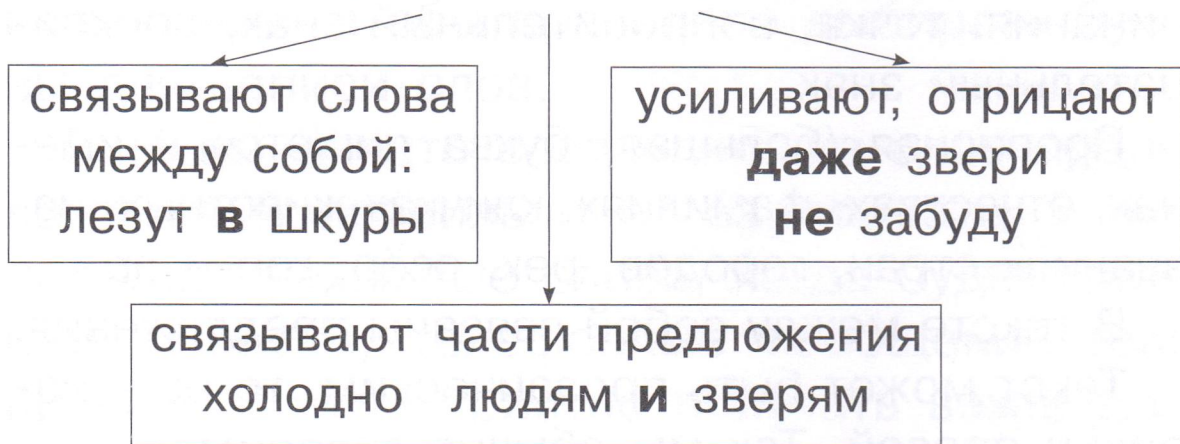 связывают слова
между собой:
лезут в шкуры
усиливают, отрицают
даже звери
не забуду
связывают части предложения
холодно людям и зверям